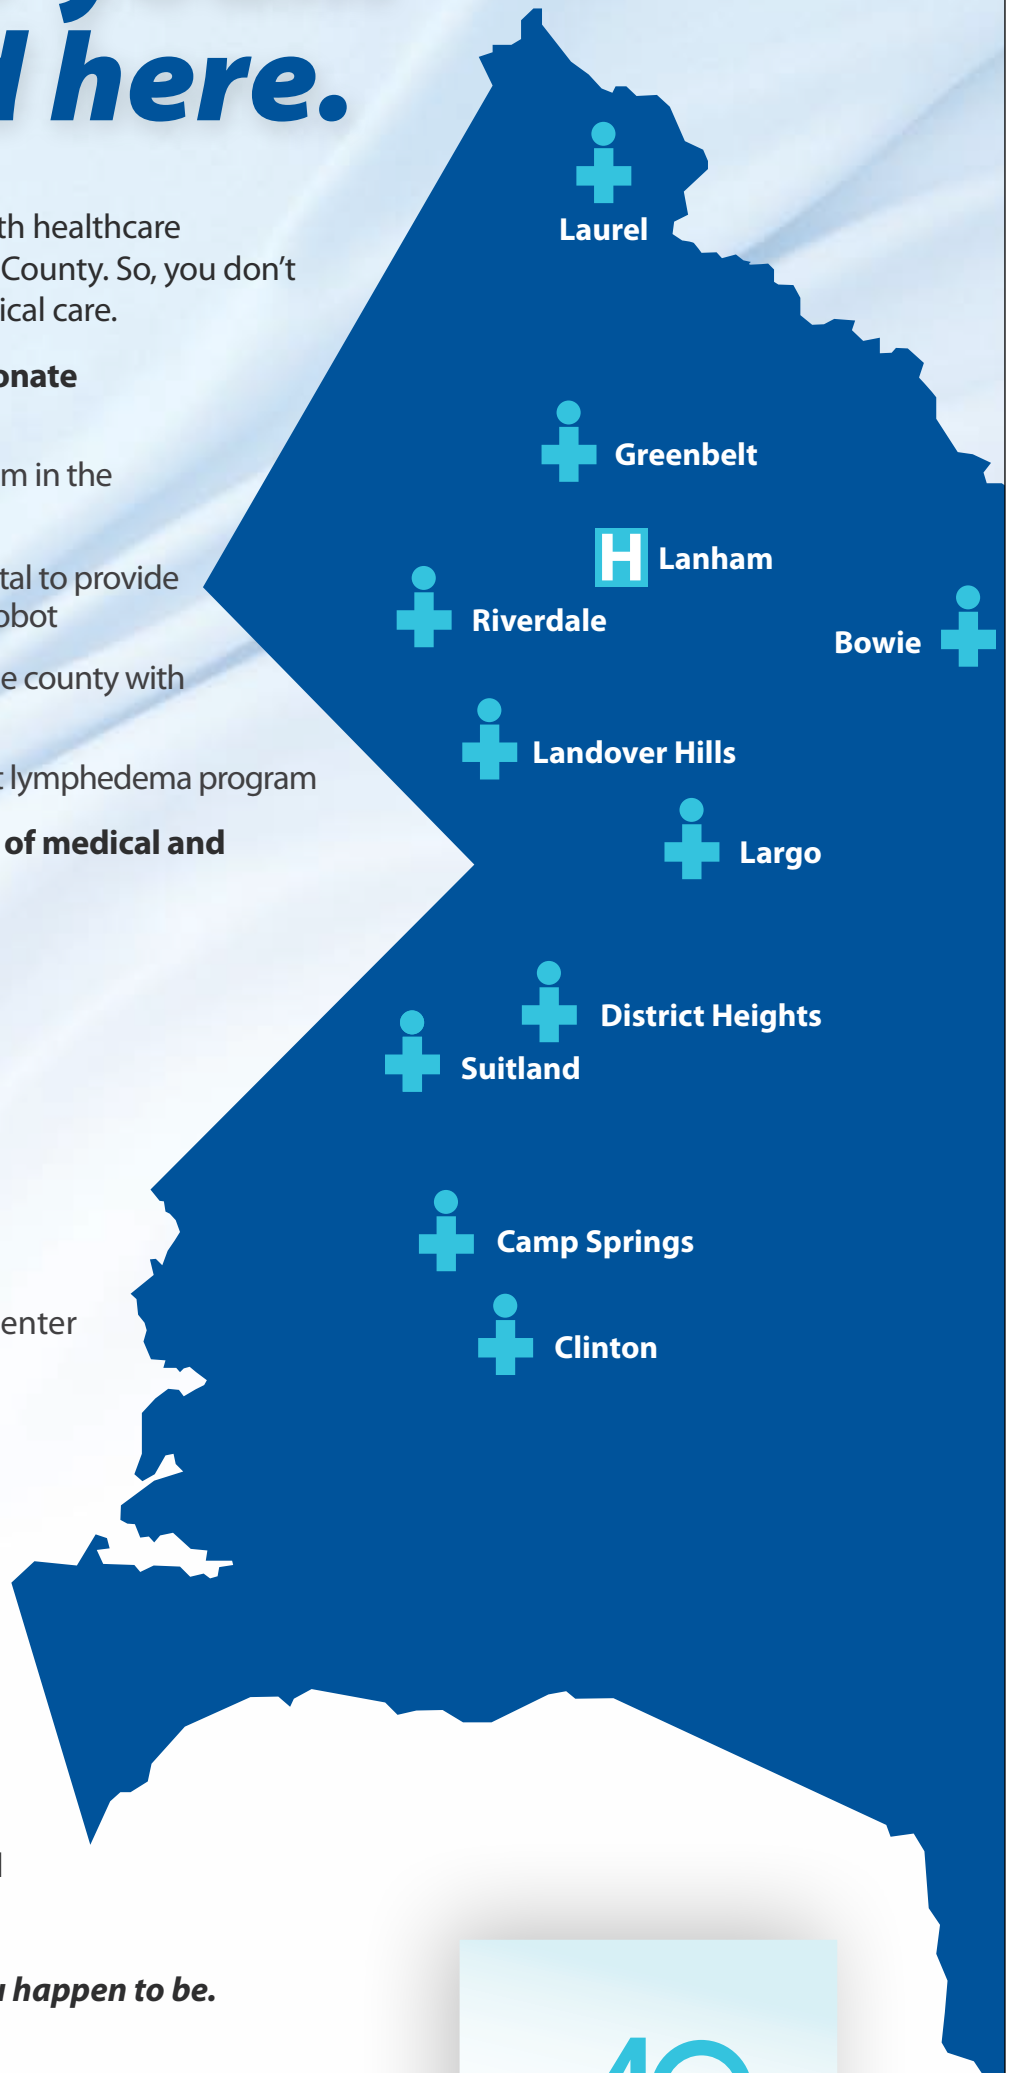 here.
healthcare
County. So, you don't
ical care.
onate
m in the
tal to provide
obot
e county with
lymphedema program
of medical and
enter
happen to be.
Laurel
Greenbelt
H Lanham
Riverdale
Bowie
Landover Hills
Largo
District Heights
Suitland
Camp Springs
Clinton
40